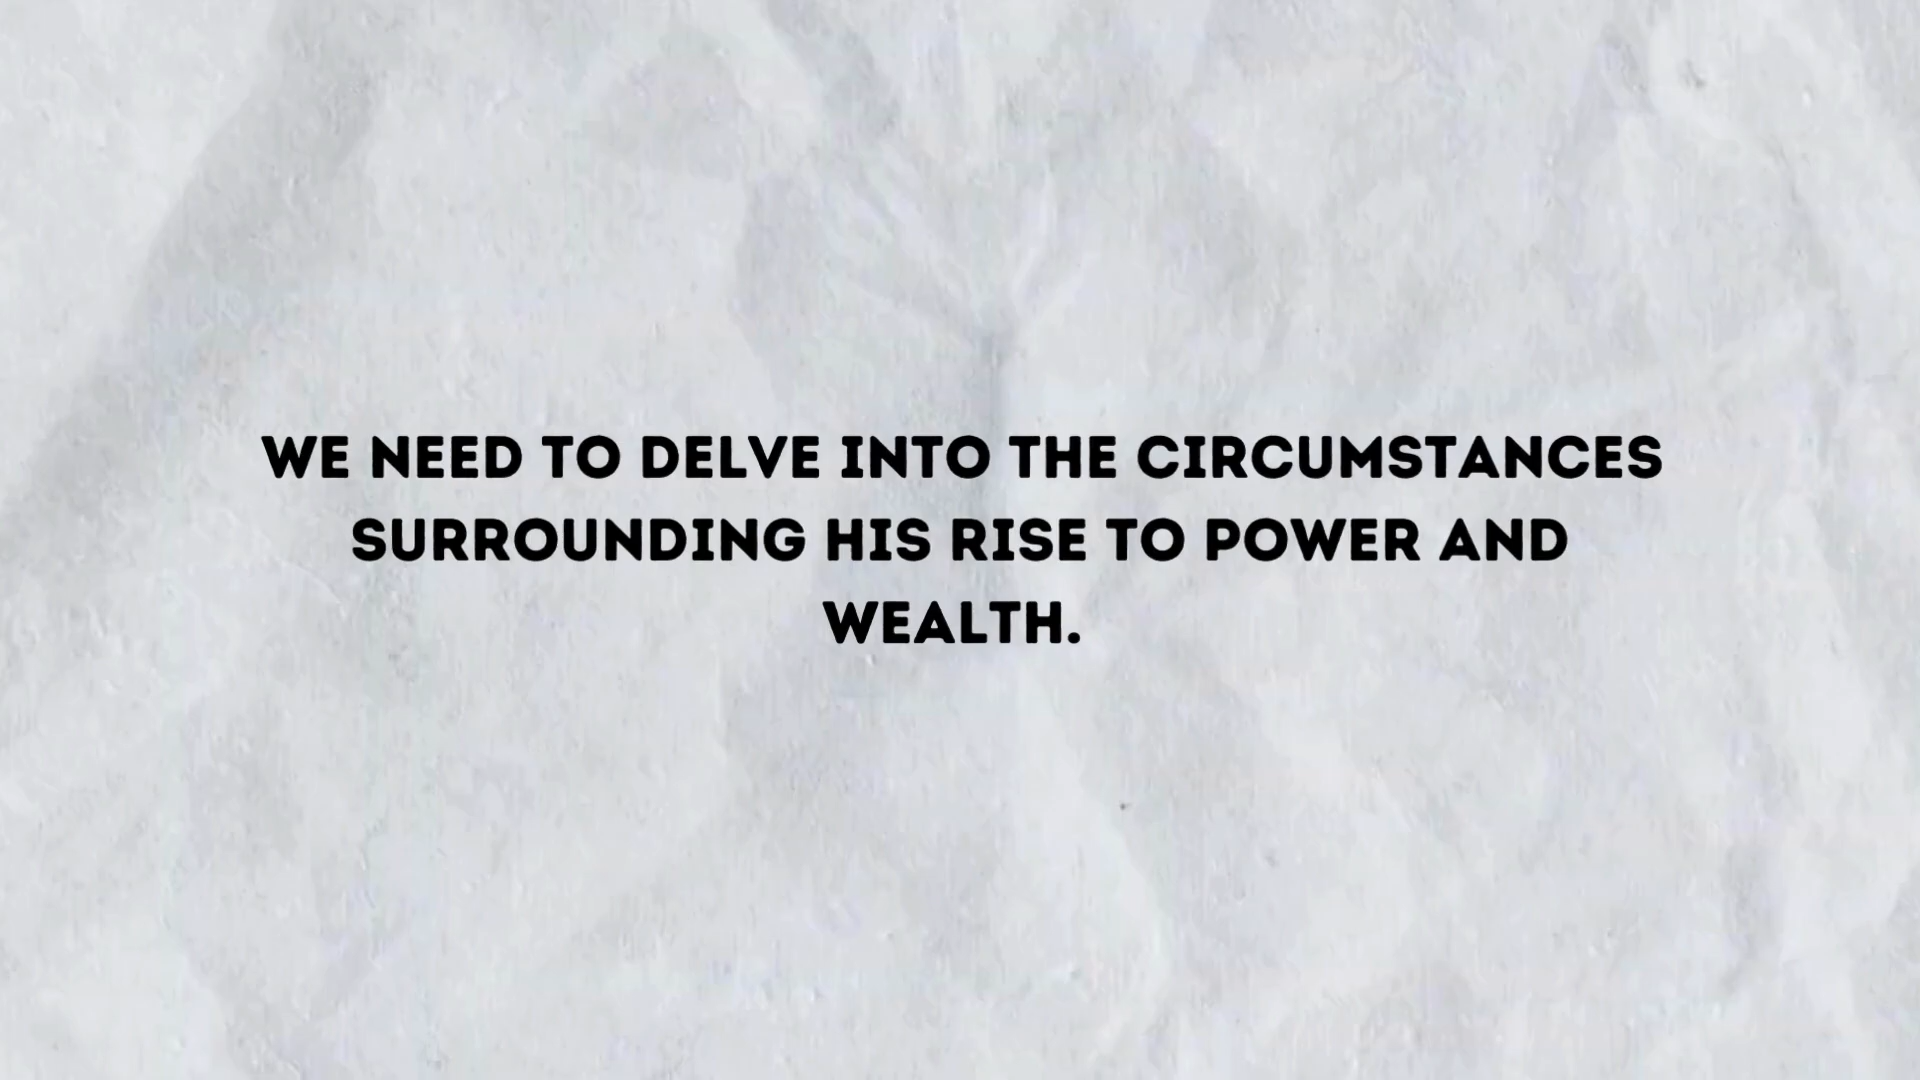 WE NEED TO DELVE INTO THE CIRCUMSTANCES
SURROUNDING HIS RISE TO POWER AND
WEALTH.